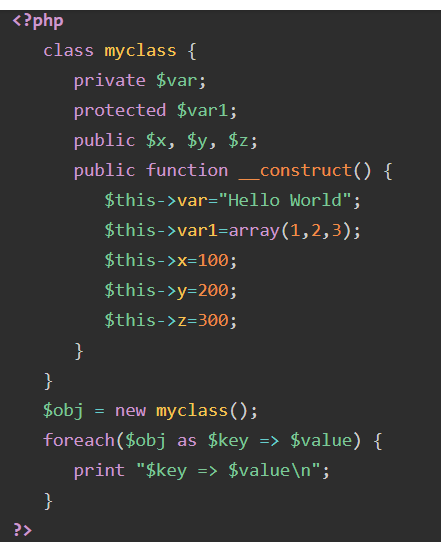 <?php
class myclass {
private $var;
protected $var1;
public $x, $y, $z;
public function __construct() {
$this->var="Hello World";
$this->var1=array(1,2,3);
$this->x=100;
$this->y=200;
$this->z=300;
}
}
$obj = new myclass();
foreach($obj as $key => $value) {
print "$key => $value\n";
}
?>